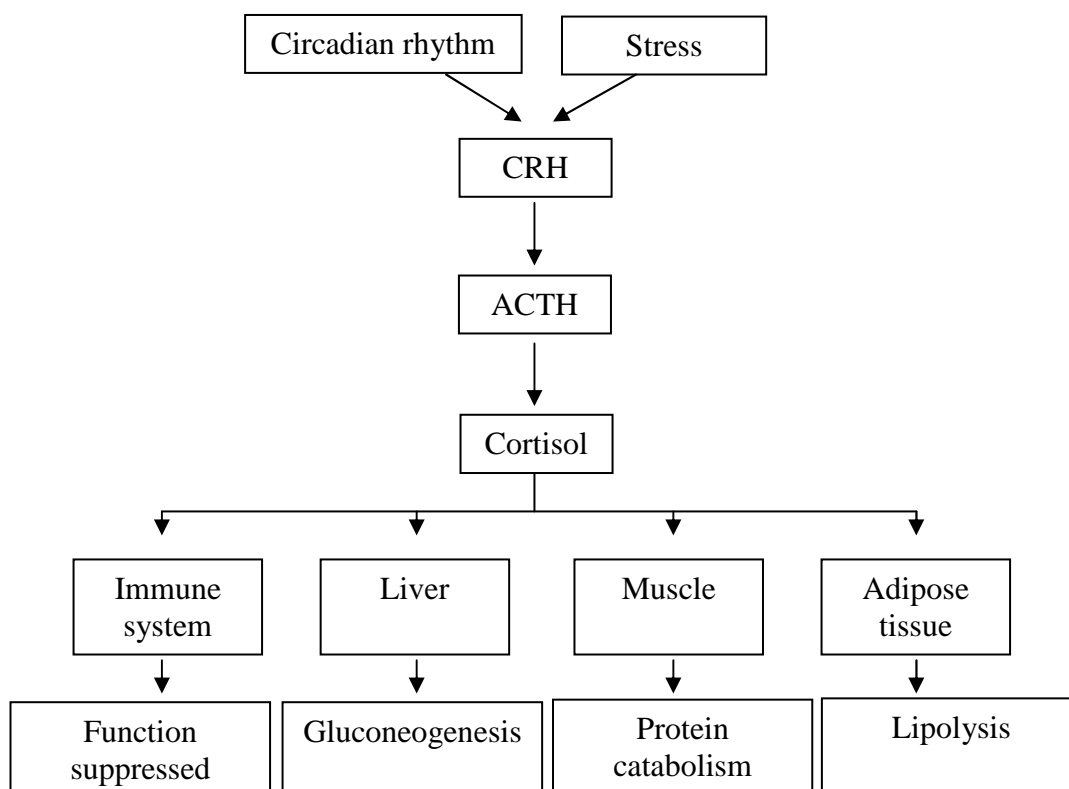 Circadian rhythm
Stress
CRH
ACTH
Cortisol
Immune
system
Liver
Muscle
Adipose
tissue
Function
suppressed
Gluconeogenesis
Protein
catabolism
Lipolysis